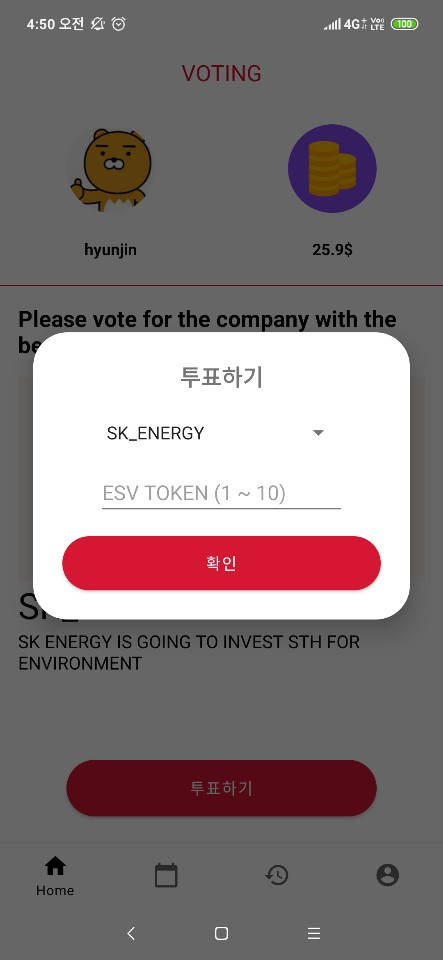 4:50 오전
4G Voo LTE 100
VOTING
hyunjin
25.9$
Please vote for the company with the
투표하기
SK_ENERGY
ESV TOKEN (1 ~ 10)
확인
SK ENERGY IS GOING TO INVEST STH FOR
ENVIRONMENT
투표하기
Home